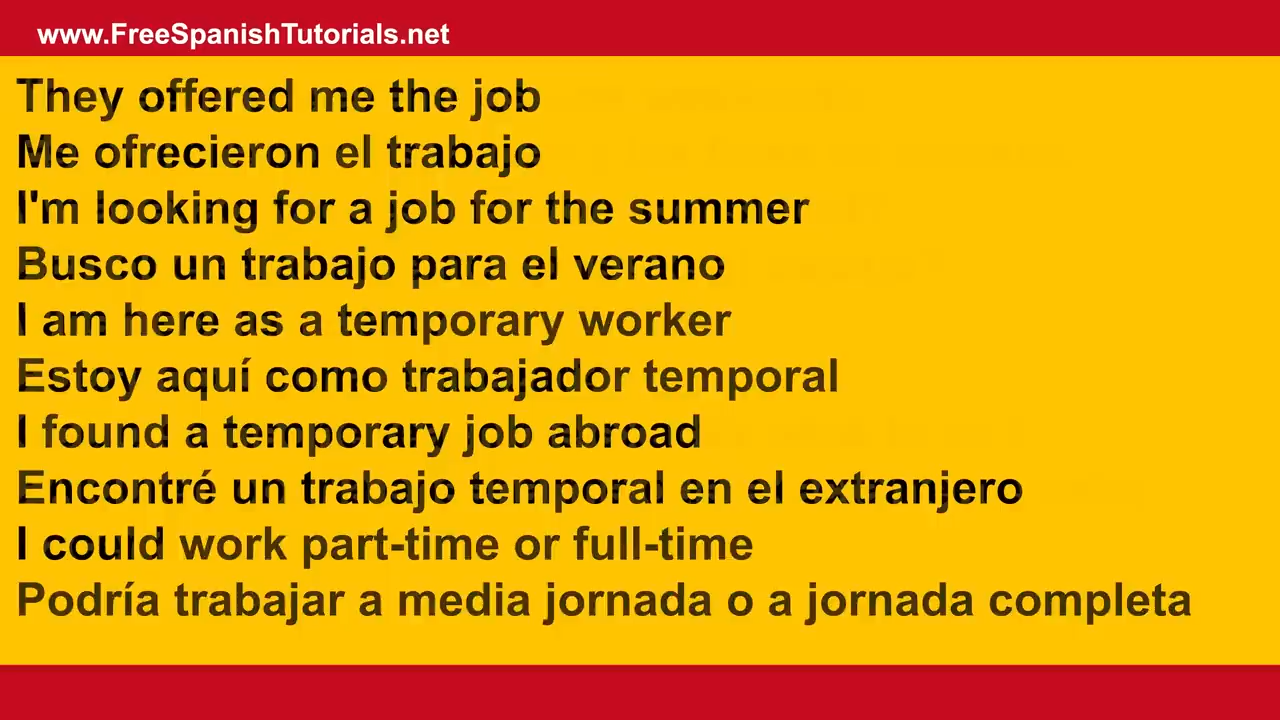 www.FreeSpanishTutorials.net
They offered me the job
Me ofrecieron el trabajo
I'm looking for a job for the summer
Busco un trabajo para el verano
I am here as a temporary worker
Estoy aquí como trabajador temporal
I found a temporary job abroad
Encontré un trabajo temporal en el extranjero
I could work part-time or full-time
Podría trabajar a media jornada o a jornada completa